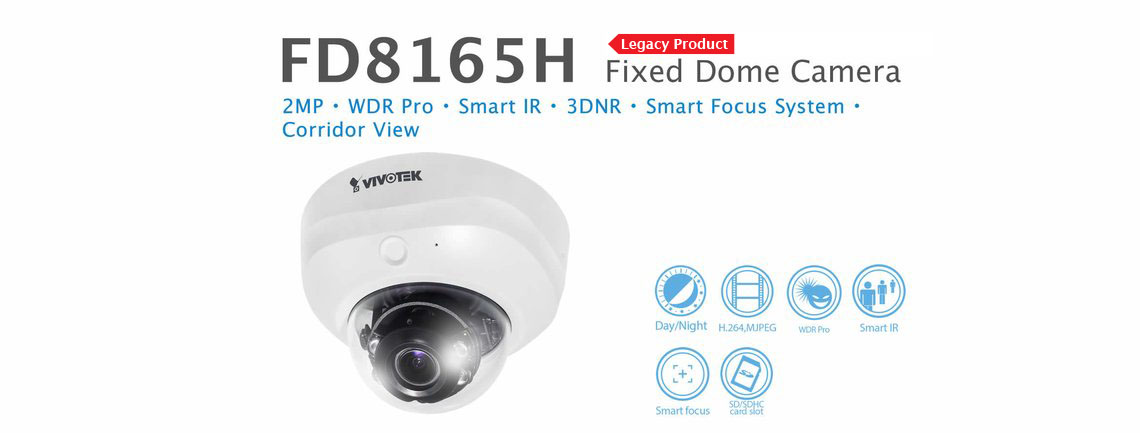 Legacy Product
FD8165H Fixed Dome Camera
2MP • WDR Pro • Smart IR • 3DNR • Smart Focus System •
Corridor View
VIVOTEK
Day/Night H.264,MJPEG WDR Pro Smart IR
Smart focus SD/SDHC
card slot